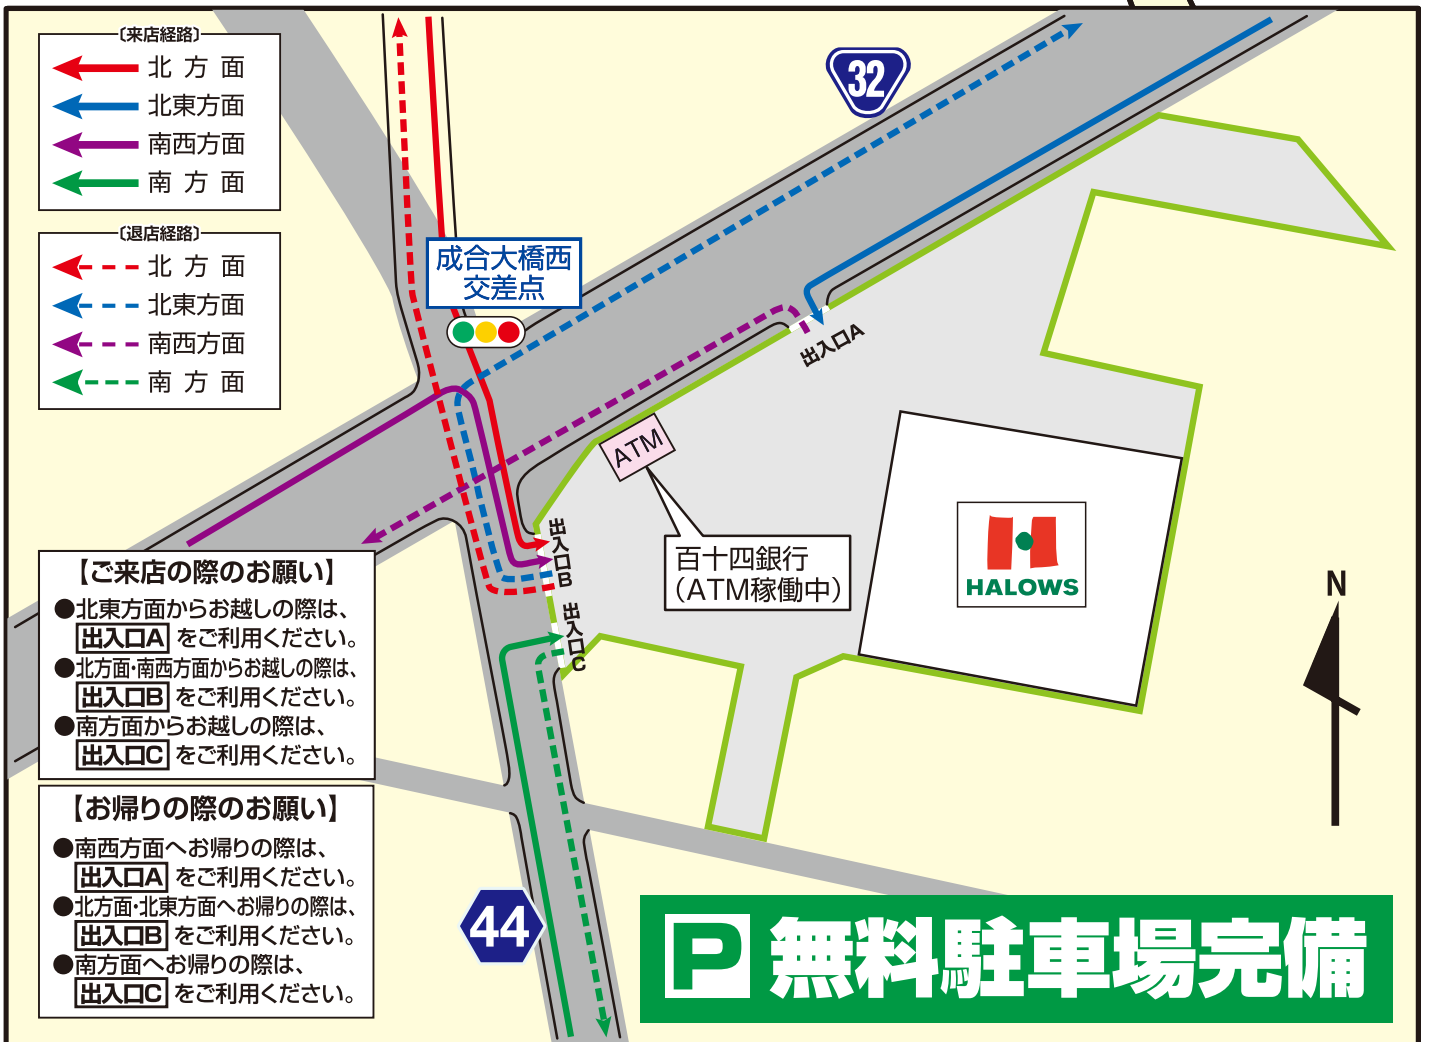 〔来店経路〕
北方面
北東方面
南西方面
南方面
〔退店経路〕
北方面
北東方面
南西方面
南方面
32
成合大橋西
交差点
出入口A
ATM
百十四銀行
（ATM稼働中）
HALOWS
N
出入口B
出入口C
【ご来店の際のお願い】
●北東方面からお越しの際は、
出入口A をご利用ください。
●北方面・南西方面からお越しの際は、
出入口B をご利用ください。
●南方面からお越しの際は、
出入口C をご利用ください。
【お帰りの際のお願い】
●南西方面へお帰りの際は、
出入口A をご利用ください。
●北方面・北東方面へお帰りの際は、
出入口B をご利用ください。
●南方面へお帰りの際は、
出入口C をご利用ください。
44
P 無料駐車場完備